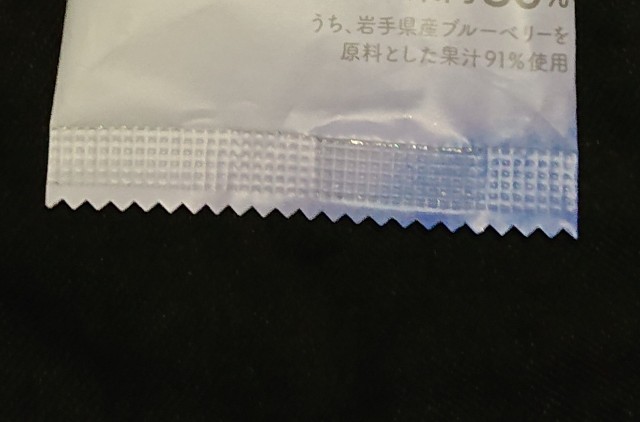 うち、岩手県産ブルーベリーを
原料とした果汁91%使用